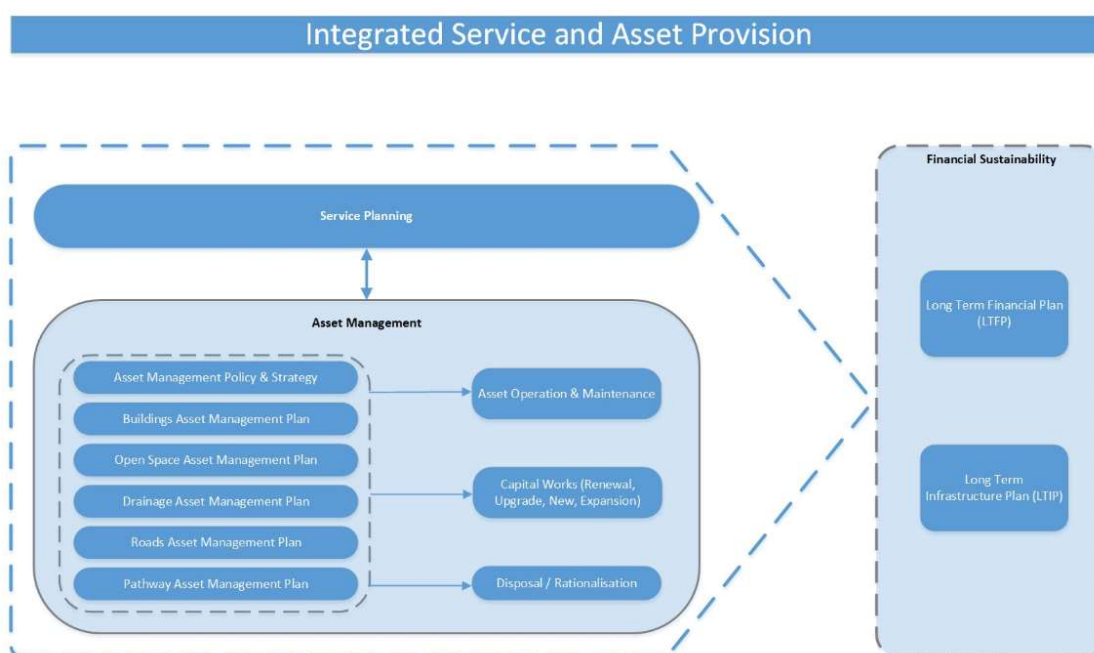 Integrated Service and Asset Provision
Financial Sustainability
Service Planning
Asset Management
Asset Management Policy & Strategy
Buildings Asset Management Plan
Open Space Asset Management Plan
Drainage Asset Management Plan
Roads Asset Management Plan
Pathway Asset Management Plan
Asset Operation & Maintenance
Capital Works (Renewal,
Upgrade, New, Expansion)
Disposal / Rationalisation
Long Term Financial Plan
(LTFP)
Long Term
Infrastructure Plan (LTIP)